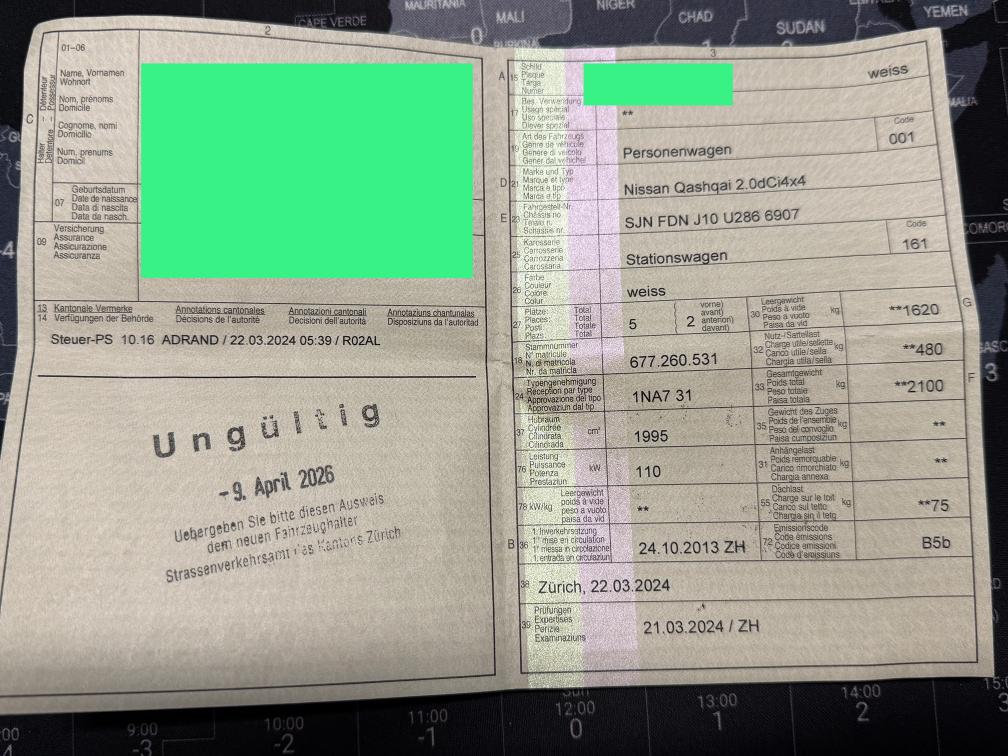 CAPE VERDE
MAURITANIA
MALI
NIGER
CHAD
SUDAN
YEMEN
0
2
01–06
Name, Vornamen
Wohnort
Nom, prénoms
Domicile
Cognome, nomi
Domicilio
Num, prenums
Domicil
C
Halter – Détenteur
Detentore – Possessur
07
Geburtsdatum
Date de naissance
Data di nascita
Data da nasch.
09
Versicherung
Assurance
Assicurazione
Assicuranza
13 Kantonale Vermerke Annotations cantonales Annotazioni cantonali Annotaziuns chantunalas
14 Verfügungen der Behörde Décisions de l'autorité Decisioni dell'autorità Disposiziuns da l'autoritad
Steuer-PS 10.16 ADRAND / 22.03.2024 05:39 / R02AL
Ungültig
-9. April 2026
Uebergeben Sie bitte diesen Ausweis
dem neuen Fahrzeughalter
Strassenverkehrsamt des Kantons Zürich
3
A
15
Schild
Plaque
Targa
Numer
weiss
17
Bes. Verwendung
Usage spécial
Uso speciale
Diever spezial
**
19
Art des Fahrzeugs
Genre de véhicule
Genere di veicolo
Gener dal vehichel
Personenwagen
Code
001
D
21
Marke und Typ
Marque et type
Marca e tipo
Marca e tip
Nissan Qashqai 2.0dCi4x4
E
23
Fahrgestell-Nr.
Châssis no
Telaio n.
Schassis nr.
SJN FDN J10 U286 6907
25
Karosserie
Carrosserie
Carrozzeria
Carossaria
Stationswagen
Code
161
26
Farbe
Couleur
Colore
Colur
weiss
27
Plätze: Total
Places: Total
Posti: Totale
Plazs: Total
5
2
vorne)
avant)
anteriori)
davant)
30
Leergewicht
Poids à vide
Peso a vuoto
Paisa da vid
kg
**1620
G
18
Stammnummer
N° matricule
N. di matricola
Nr. da matricla
677.260.531
32
Nutz-/Sattellast
Charge utile/sellette
Carico utile/sella
Chargia utila/sella
kg
**480
24
Typengenehmigung
Réception par type
Approvazione del tipo
Approvaziun dal tip
1NA7 31
33
Gesamtgewicht
Poids total
Peso totale
Paisa totala
kg
**2100
F
37
Hubraum
Cylindrée
Cilindrata
Cilindrada
cm³
1995
35
Gewicht des Zuges
Poids de l'ensemble
Peso del convoglio
Paisa cumposiziun
kg
**
76
Leistung
Puissance
Potenza
Prestaziun
kW
110
31
Anhängelast
Poids remorquable
Carico rimorchiato
Chargia annexa
kg
**
78 kW/kg
Leergewicht
poids à vide
peso a vuoto
paisa da vid
**
55
Dachlast
Charge sur le toit
Carico sul tetto
Chargia sin il tetg
kg
**75
B
36
1. Inverkehrsetzung
1re mise en circulation
1a messa in circolazione
1. entrada en circulaziun
24.10.2013 ZH
72
Emissionscode
Code émissions
Codice emissioni
Code d'emissiuns
B5b
38
Zürich, 22.03.2024
39
Prüfungen
Expertises
Perizie
Examinaziuns
21.03.2024 / ZH
3
9:00
10:00
11:00
12:00
13:00
14:00
-3
-2
-1
0
1
2